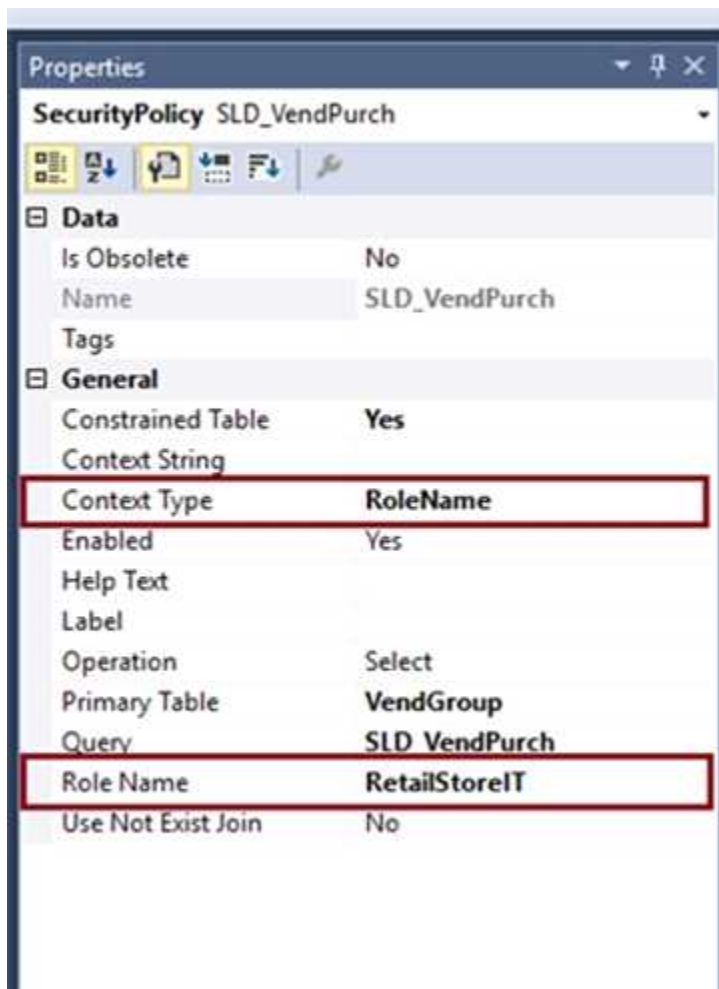 Properties
SecurityPolicy SLD_VendPurch
Data
Is Obsolete No
Name SLD_VendPurch
Tags
General
Constrained Table Yes
Context String
Context Type RoleName
Enabled Yes
Help Text
Label
Operation Select
Primary Table VendGroup
Query SLD_VendPurch
Role Name RetailStoreIT
Use Not Exist Join No